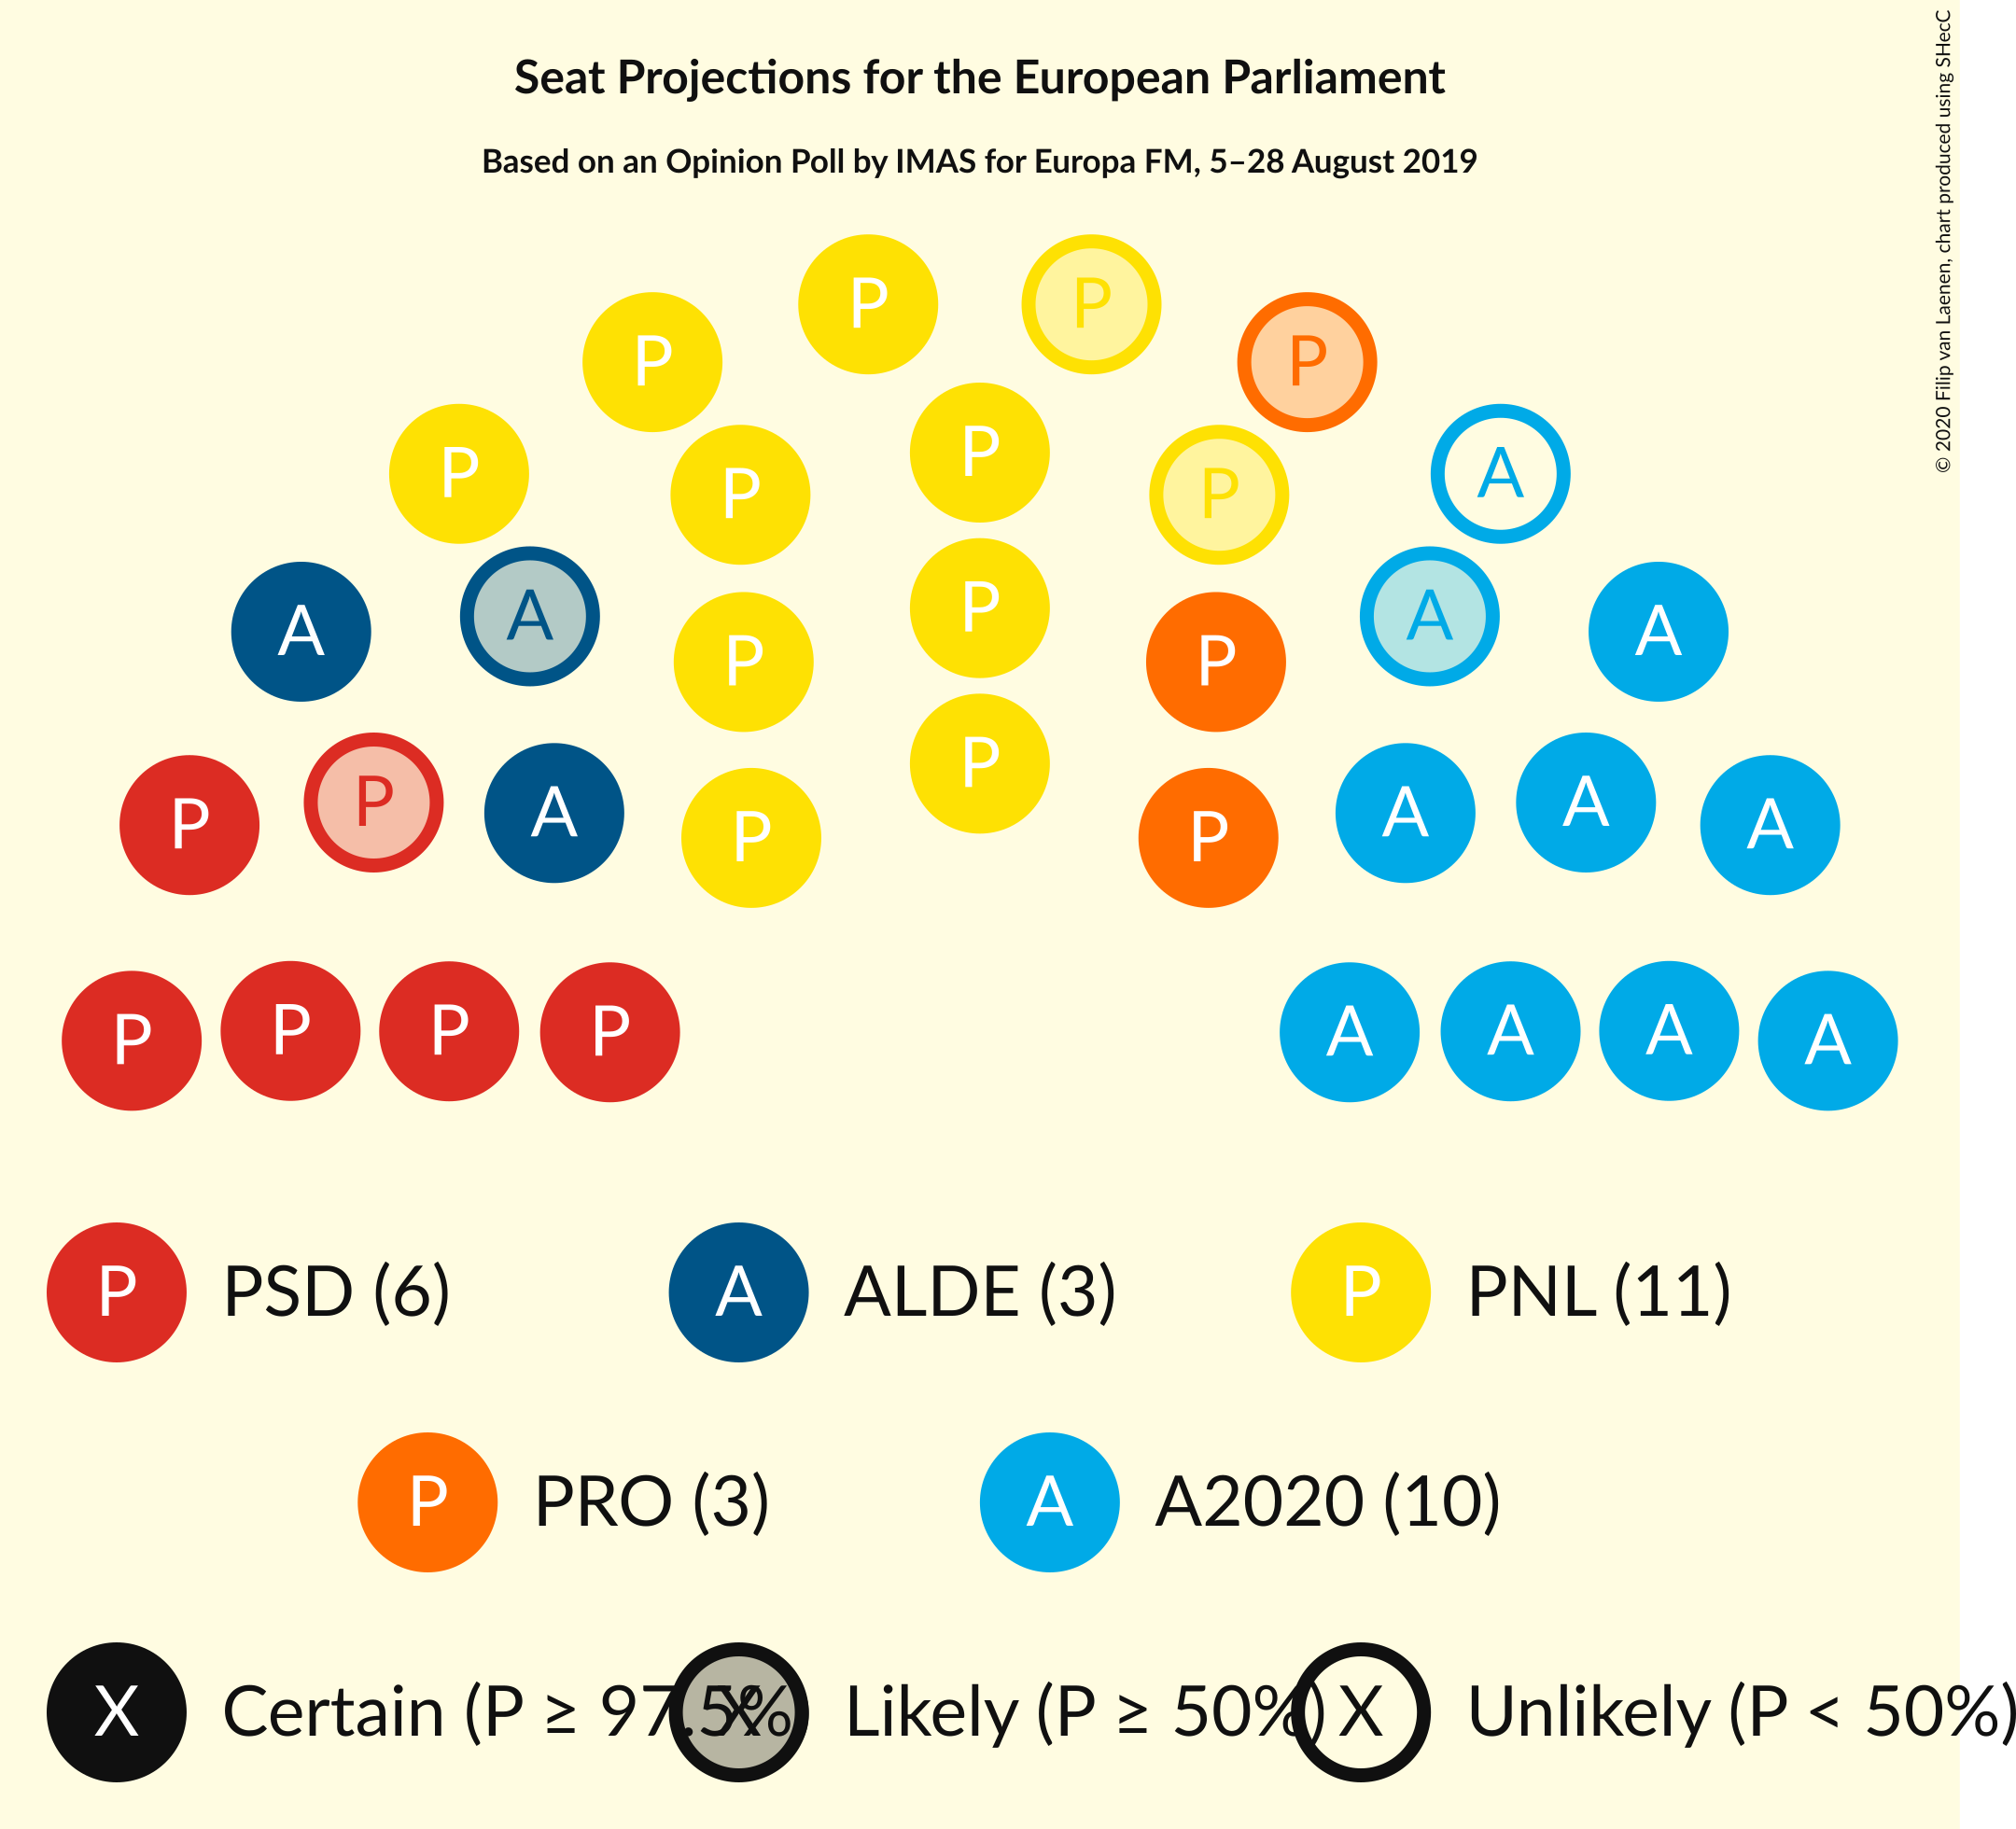 Seat Projections for the European Parliament
Based on an Opinion Poll by IMAS for Europa FM, 5–28 August 2019
© 2020 Filip van Laenen, chart produced using SHecC
P P
P P
P P P
P P A
A A P P A A
P P
P P A P P A A A
P P P P A A A A
P PSD (6) A ALDE (3) P PNL (11)
P PRO (3) A A2020 (10)
X Certain (P ≥ 97.5% X Likely (P ≥ 50%) X Unlikely (P < 50%)